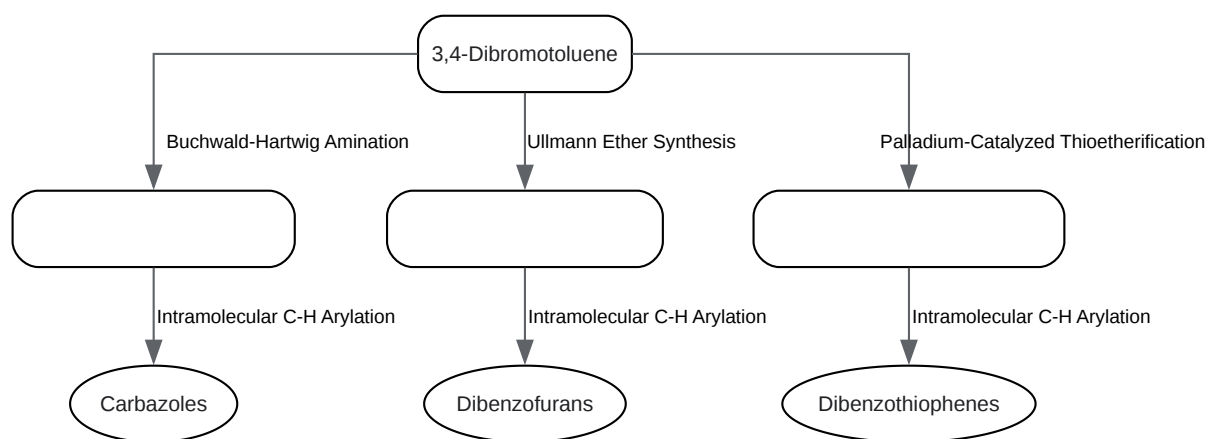 3,4-Dibromotoluene
Buchwald-Hartwig Amination
Ullmann Ether Synthesis
Palladium-Catalyzed Thioetherification
Intramolecular C-H Arylation
Intramolecular C-H Arylation
Intramolecular C-H Arylation
Carbazoles
Dibenzofurans
Dibenzothiophenes